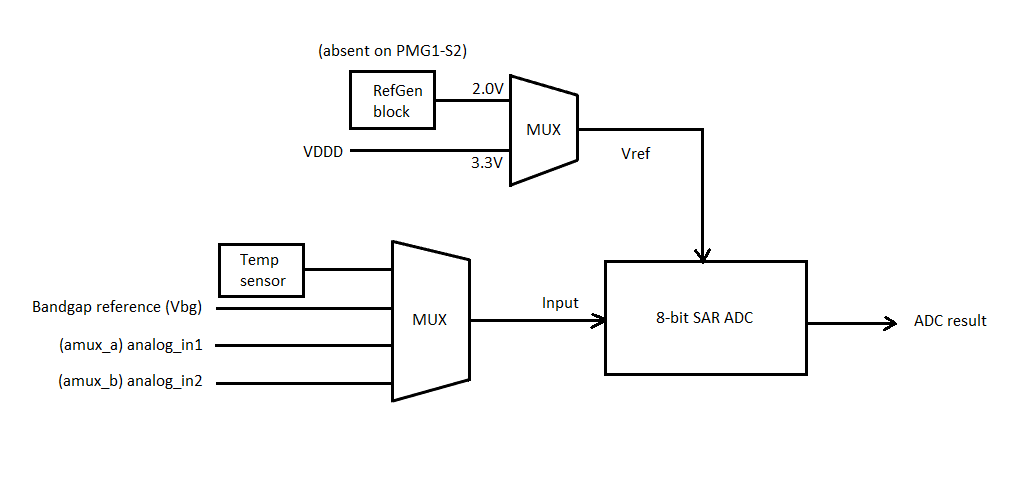 (absent on PMG1-S2)
RefGen
block
2.0V
MUX
VDDD
3.3V
Vref
Temp
sensor
Bandgap reference (Vbg)
(amux_a) analog_in1
(amux_b) analog_in2
MUX
Input
8-bit SAR ADC
ADC result